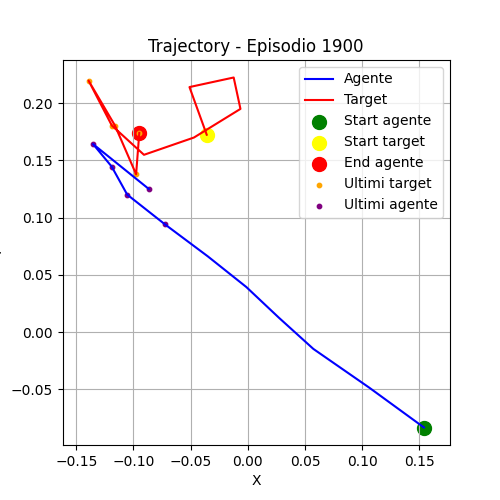 Trajectory - Episodio 1900
Agente
Target
Start agente
Start target
End agente
Ultimi target
Ultimi agente
0.20
0.15
0.10
0.05
0.00
−0.05
−0.15
−0.10
−0.05
0.00
0.05
0.10
0.15
X